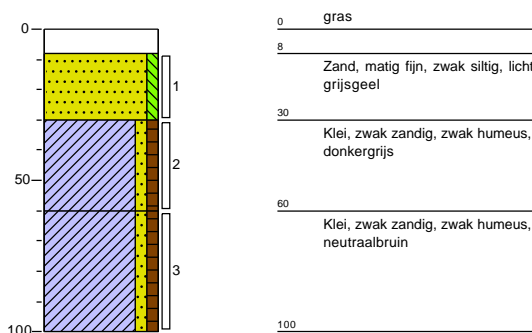 0
50
100
1
2
3
0
gras
8
Zand, matig fijn, zwak siltig, licht
grijsgeel
30
Klei, zwak zandig, zwak humeus,
donkergrijs
60
Klei, zwak zandig, zwak humeus,
neutraalbruin
100